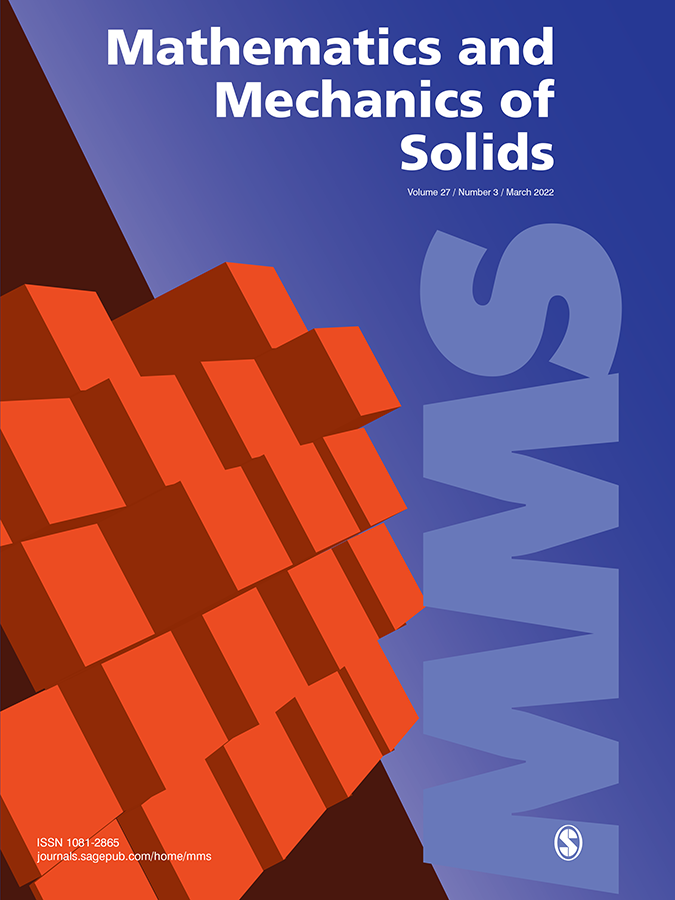 Mathematics and
Mechanics of
Solids
Volume 27 / Number 3 / March 2022
MMS
ISSN 1081-2865
journals.sagepub.com/home/mms
S